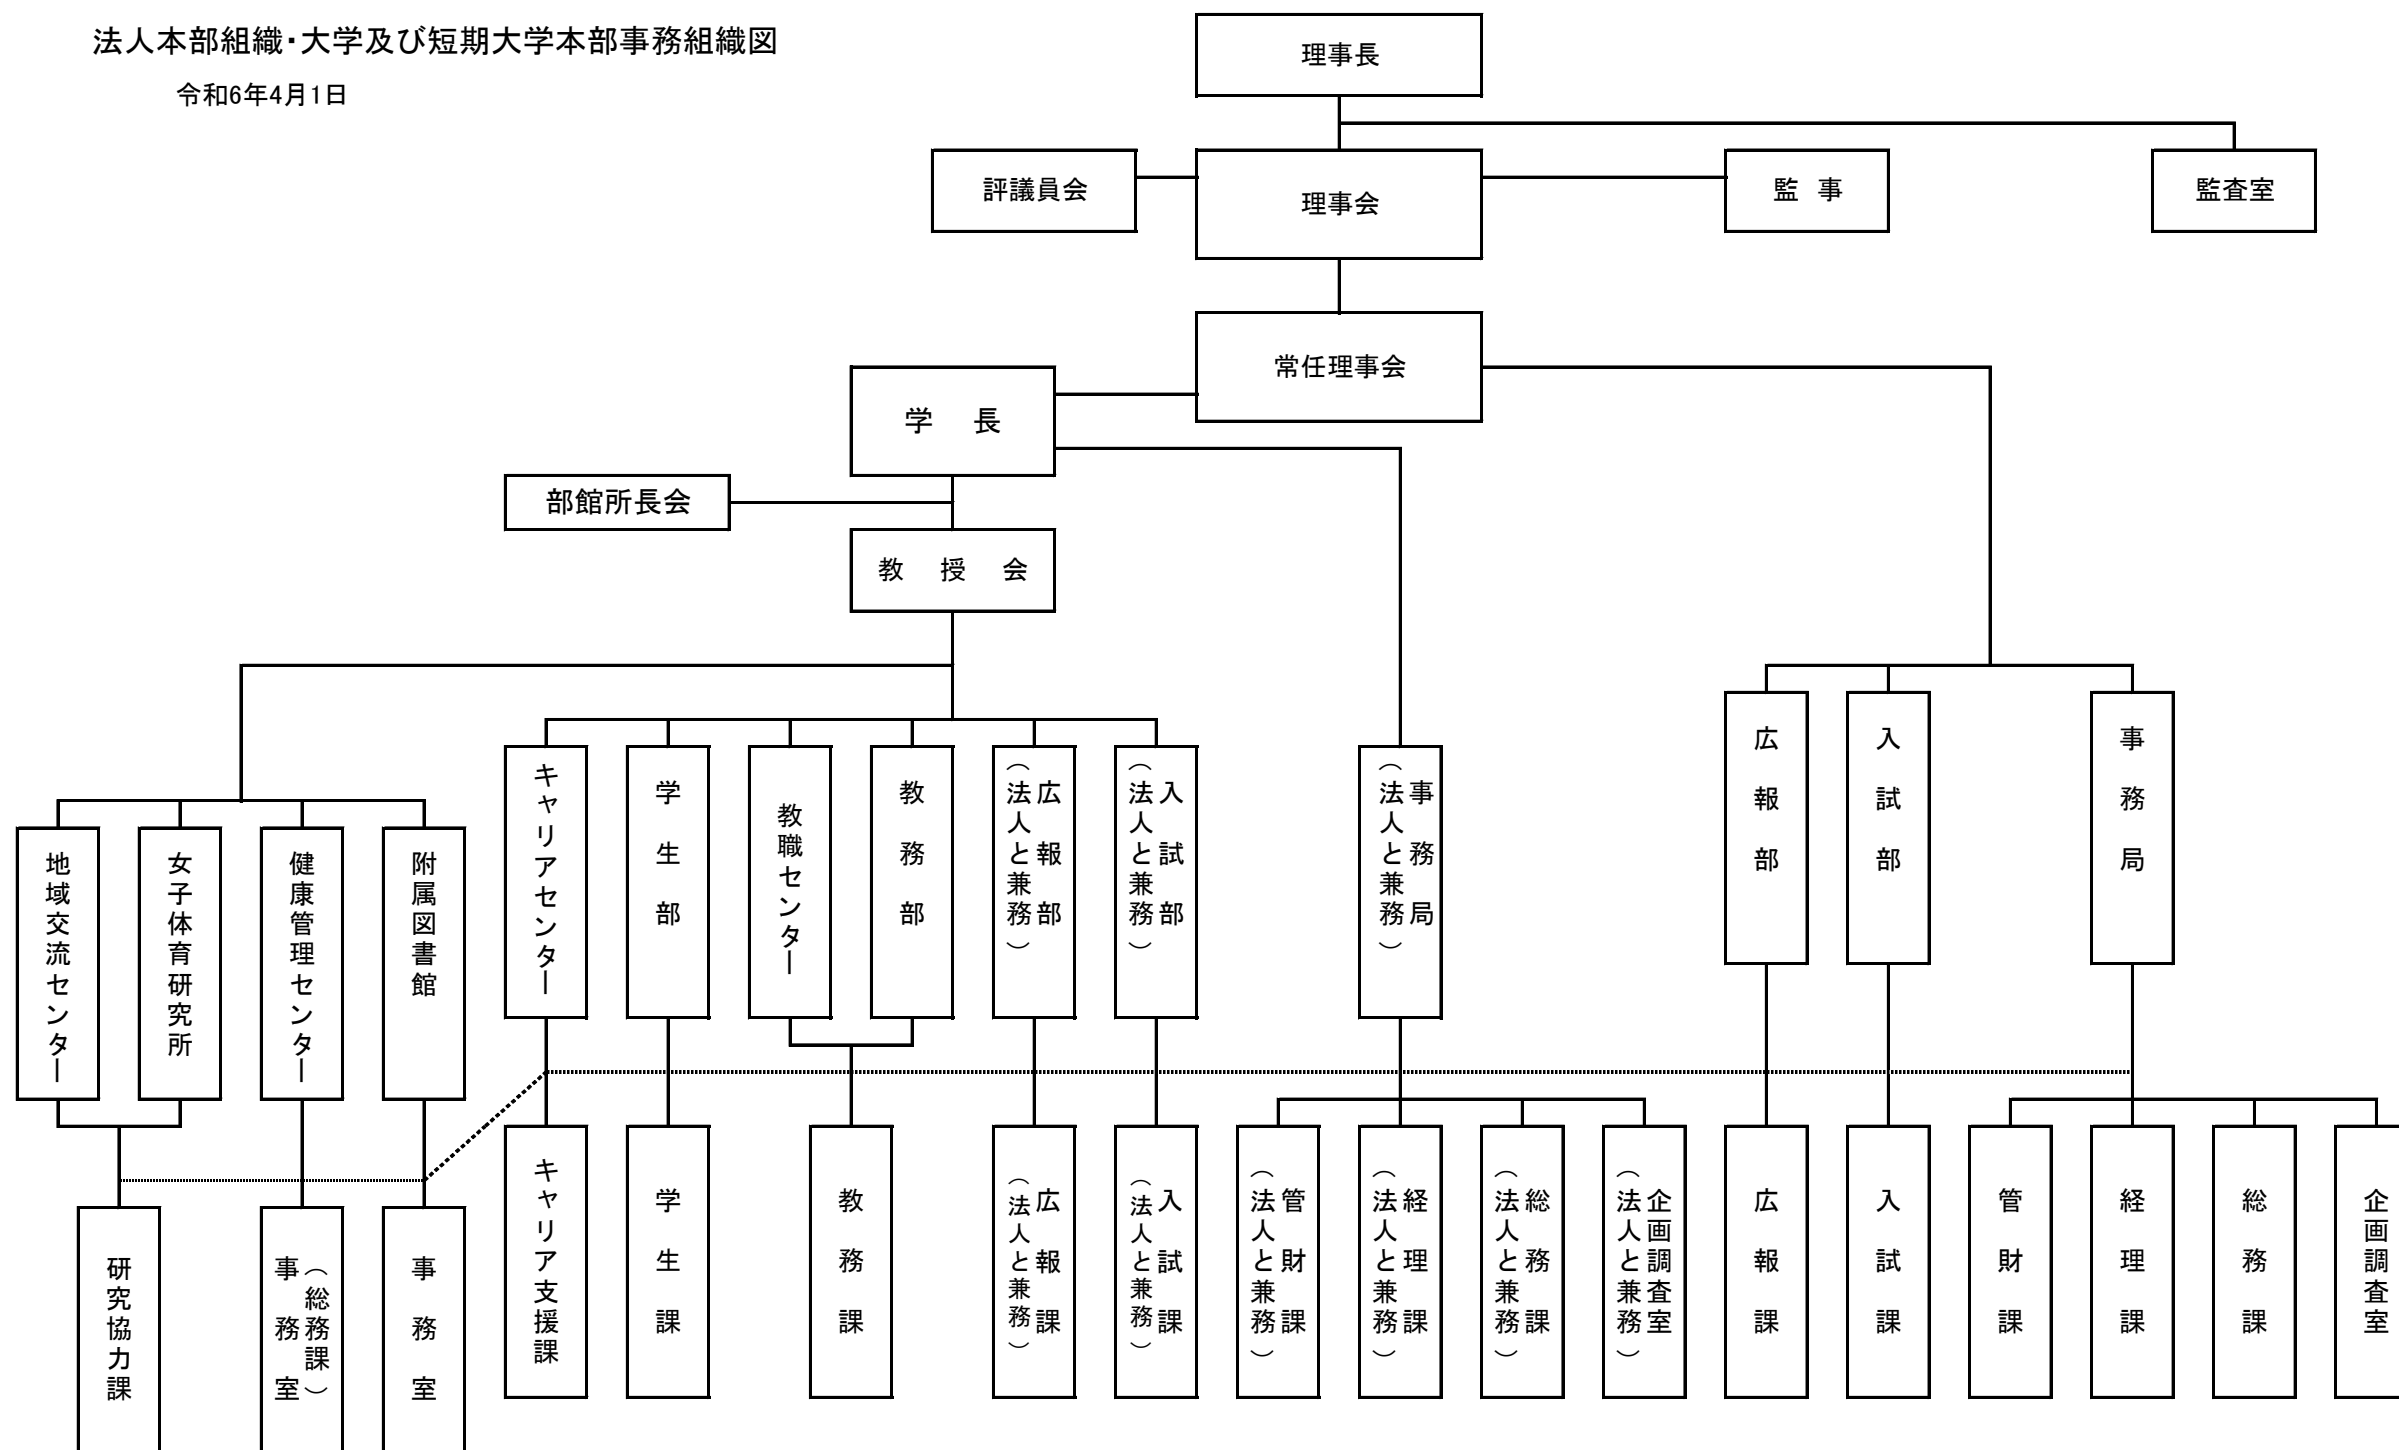 法人本部組織・大学及び短期大学本部事務組織図
令和6年4月1日
理事長
評議員会
理事会
監 事
監査室
常任理事会
学 長
部館所長会
教 授 会
広報部
入試部
事務局
キャリアセンター
学生部
教職センター
教務部
広報部
(法人と兼務)
入試部
(法人と兼務)
事務局
(法人と兼務)
地域交流センター
女子体育研究所
健康管理センター
附属図書館
キャリア支援課
学生課
教務課
広報課
(法人と兼務)
入試課
(法人と兼務)
管財課
(法人と兼務)
経理課
(法人と兼務)
総務課
(法人と兼務)
企画調査室
(法人と兼務)
広報課
入試課
管財課
経理課
総務課
企画調査室
研究協力課
(総務課)
事務室
事務室